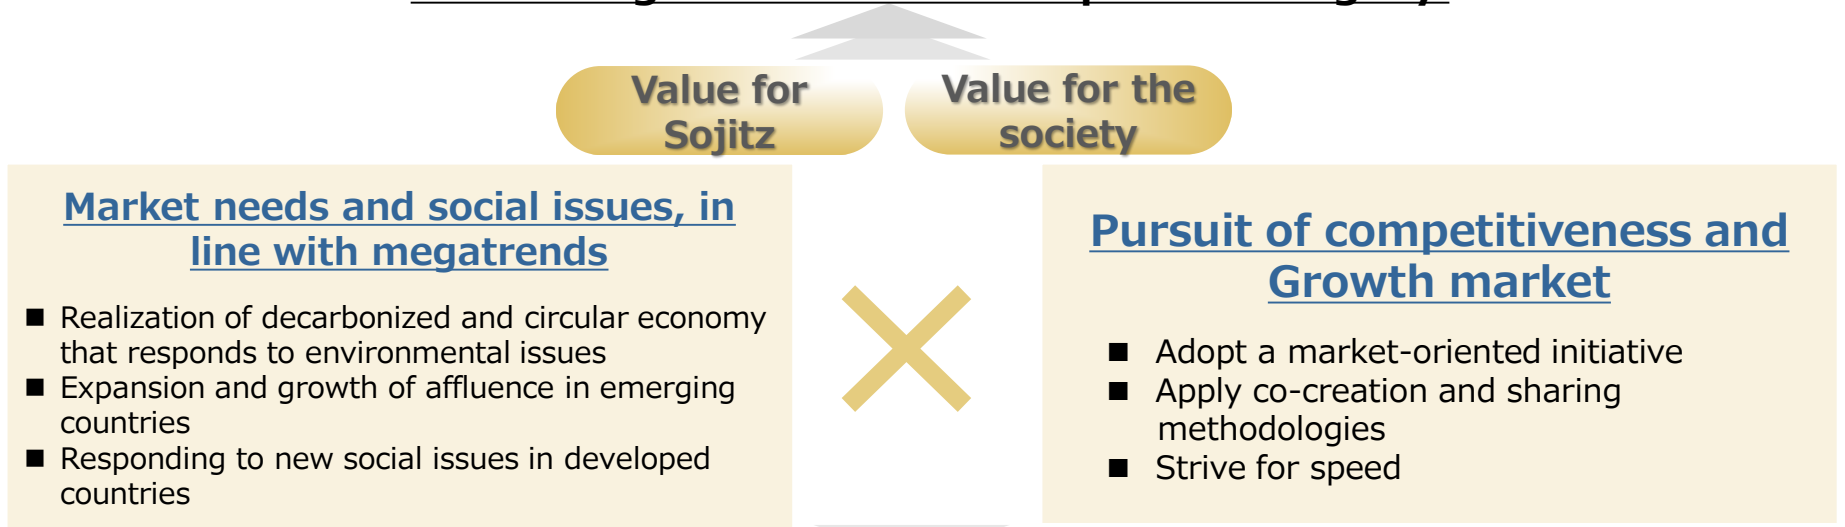 Value for
Sojitz
Value for the
society
Market needs and social issues, in
line with megatrends
■ Realization of decarbonized and circular economy
that responds to environmental issues
■ Expansion and growth of affluence in emerging
countries
■ Responding to new social issues in developed
countries
Pursuit of competitiveness and
Growth market
■ Adopt a market-oriented initiative
■ Apply co-creation and sharing
methodologies
■ Strive for speed